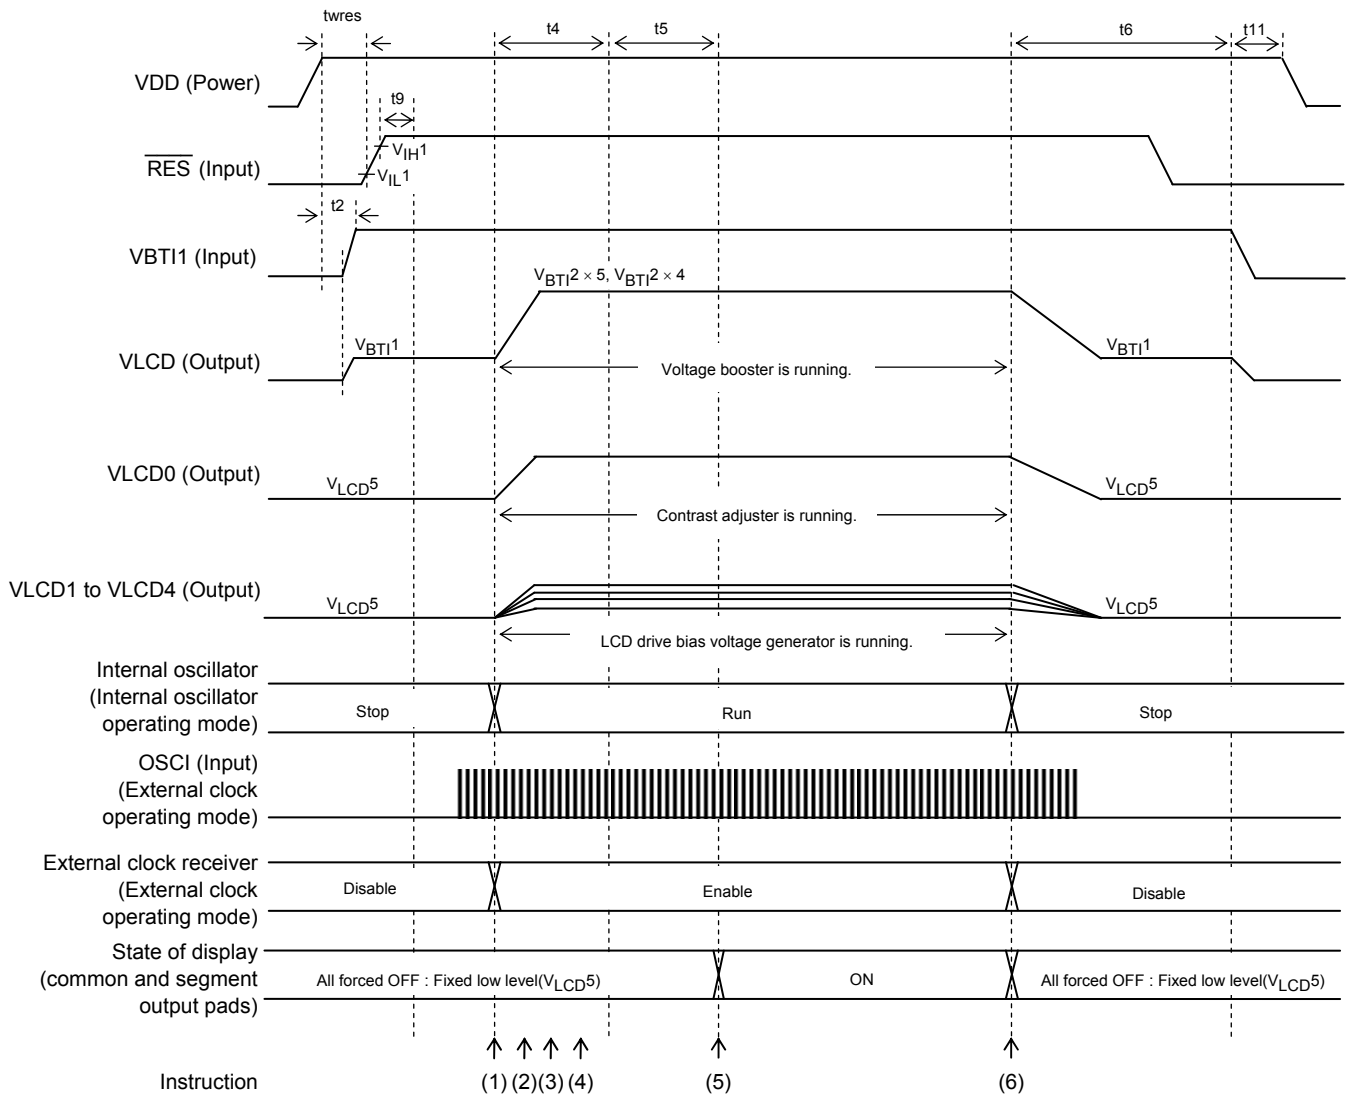 twres
t4
t5
t6
t11
VDD (Power)
t9
RES (Input)
VIH1
VIL1
t2
VBTI1 (Input)
VBTI2 × 5, VBTI2 × 4
VLCD (Output)
VBTI1
VBTI1
Voltage booster is running.
VLCD0 (Output)
VLCD5
VLCD5
Contrast adjuster is running.
VLCD1 to VLCD4 (Output)
VLCD5
VLCD5
LCD drive bias voltage generator is running.
Internal oscillator
(Internal oscillator
operating mode)
Stop
Run
Stop
OSCI (Input)
(External clock
operating mode)
External clock receiver
(External clock
operating mode)
Disable
Enable
Disable
State of display
(common and segment
output pads)
All forced OFF : Fixed low level(VLCD5)
ON
All forced OFF : Fixed low level(VLCD5)
Instruction
(1) (2) (3) (4)
(5)
(6)